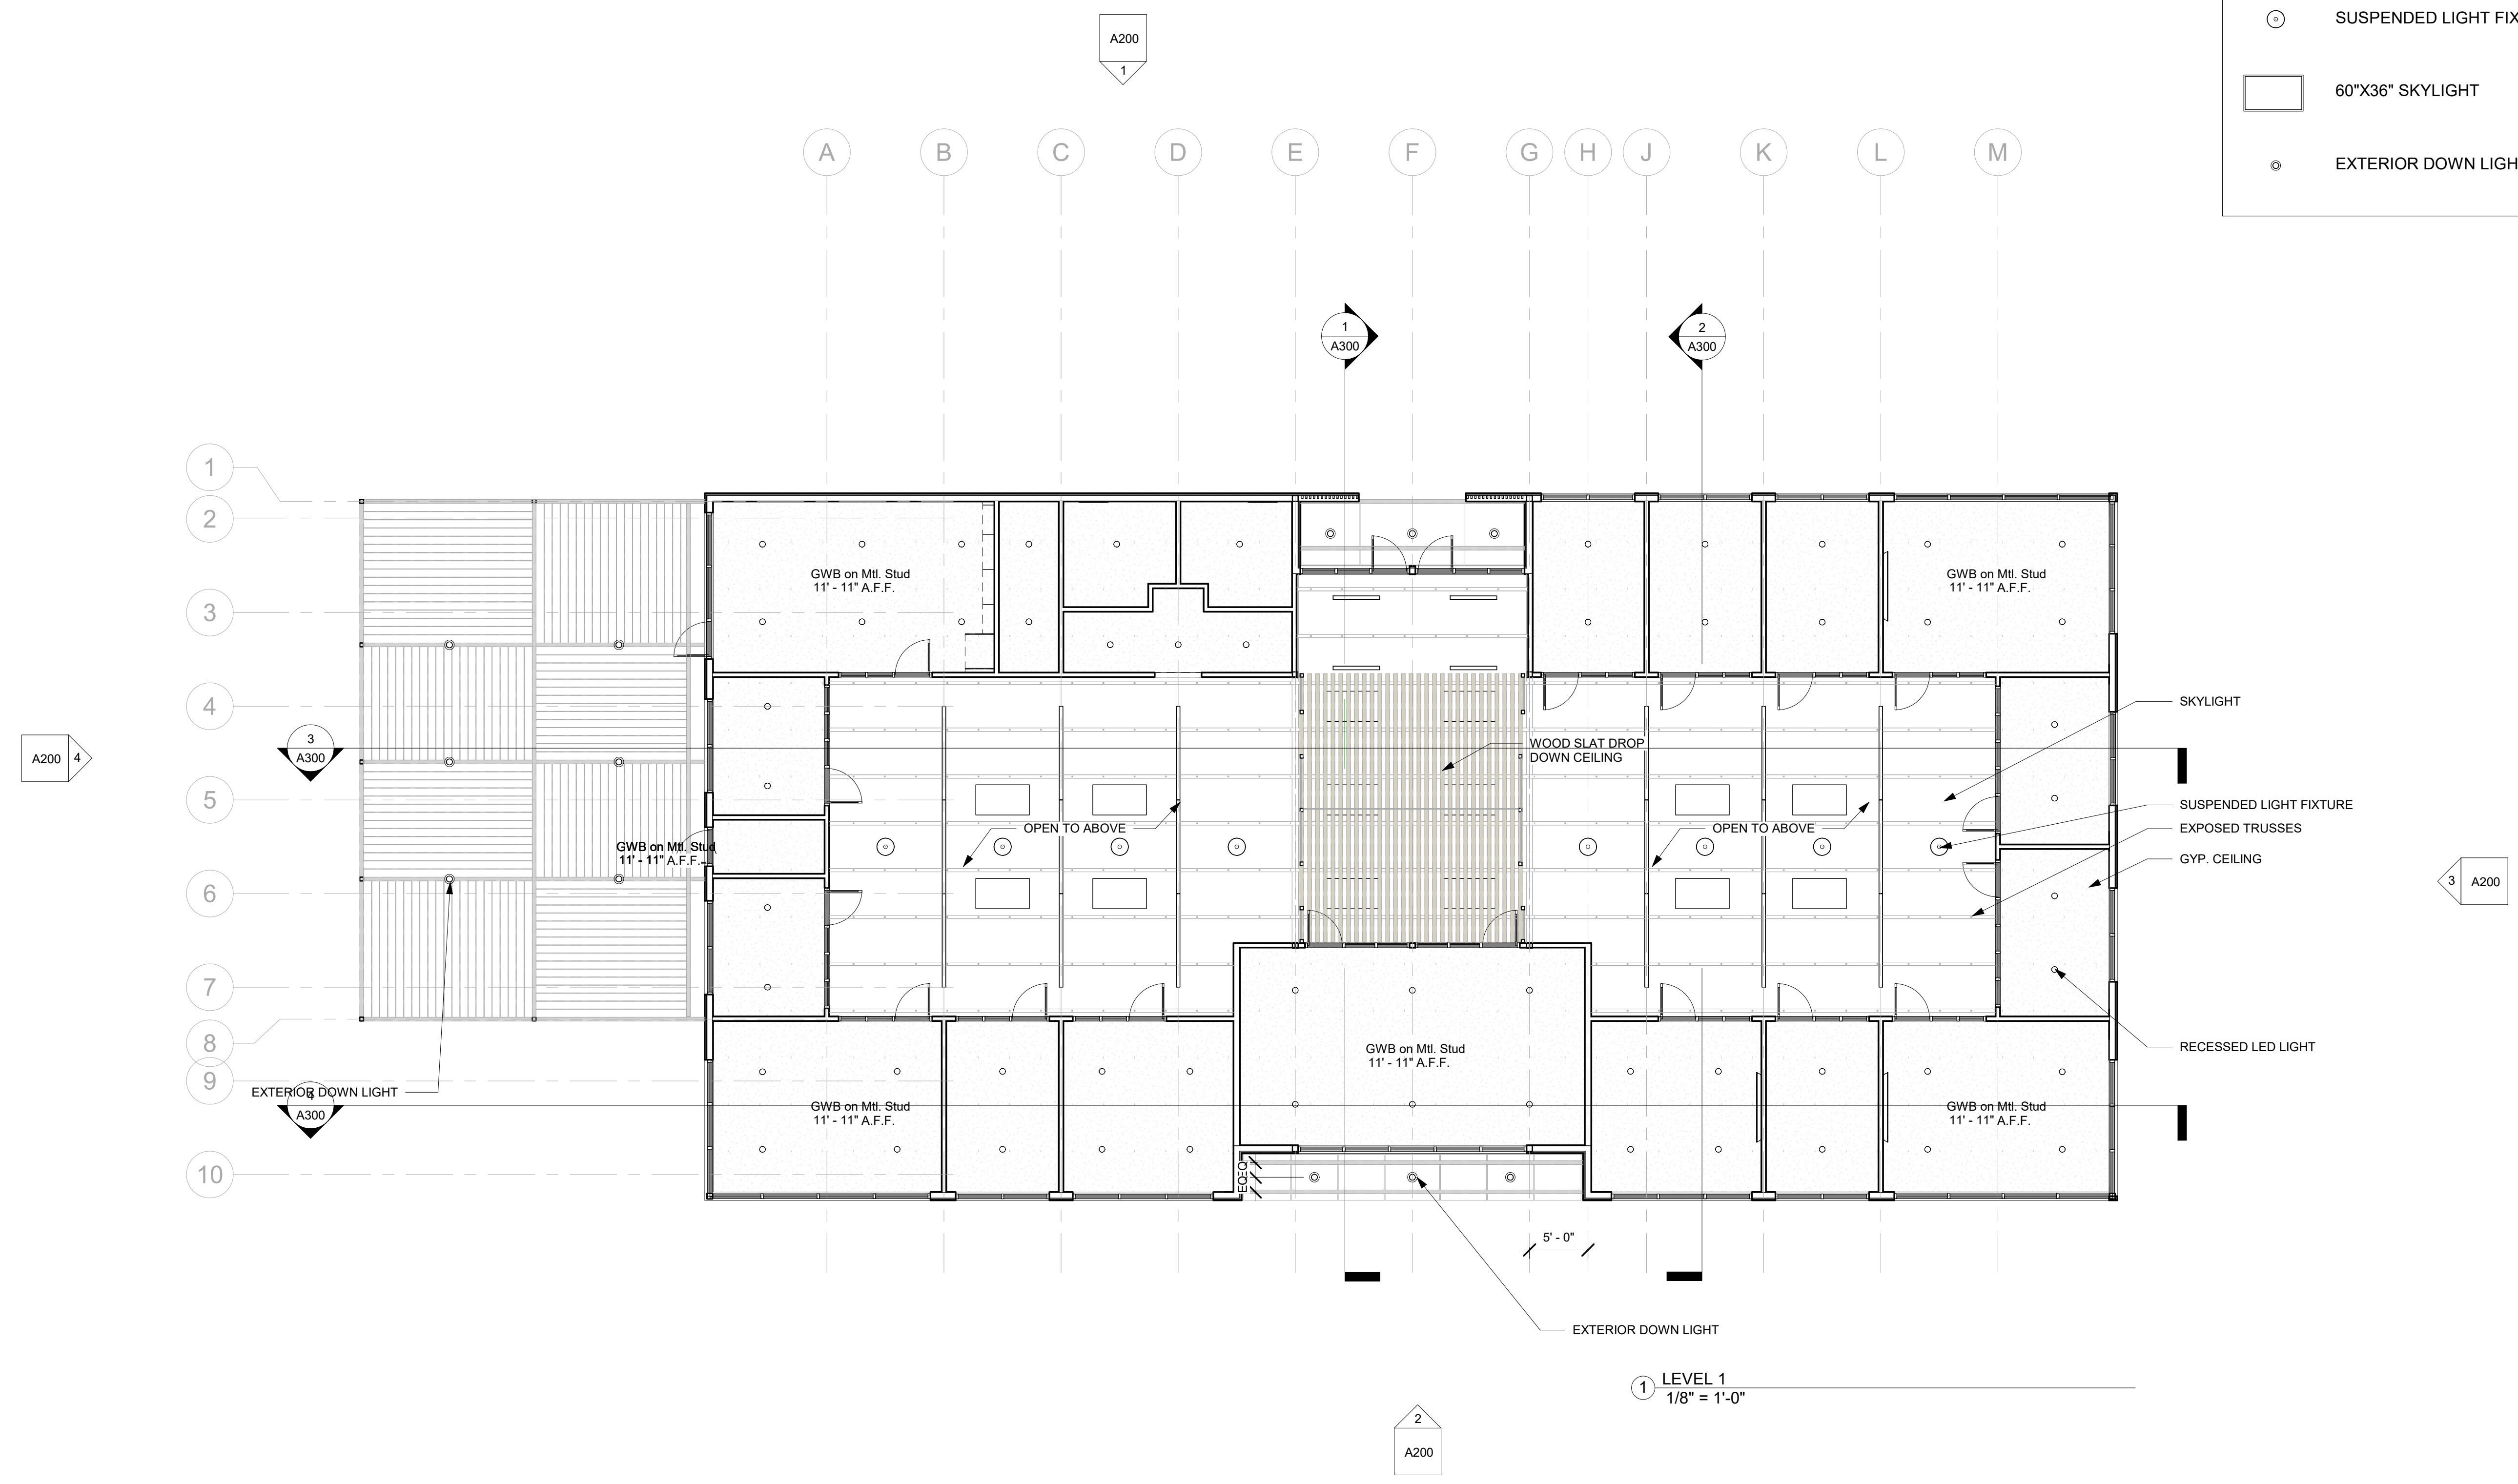 SUSPENDED LIGHT FIX
60"X36" SKYLIGHT
EXTERIOR DOWN LIGH
A200
1
A B C D E F G H J K L M
1
A300
2
A300
1
2
3
4
5
6
7
8
9
10
GWB on Mtl. Stud
11' - 11" A.F.F.
GWB on Mtl. Stud
11' - 11" A.F.F.
SKYLIGHT
3
A300
A200 4
WOOD SLAT DROP
DOWN CEILING
SUSPENDED LIGHT FIXTURE
OPEN TO ABOVE
OPEN TO ABOVE
EXPOSED TRUSSES
GWB on Mtl. Stud
11' - 11" A.F.F.
GYP. CEILING
3 A200
GWB on Mtl. Stud
11' - 11" A.F.F.
RECESSED LED LIGHT
EXTERIOR DOWN LIGHT
4
A300
GWB on Mtl. Stud
11' - 11" A.F.F.
GWB on Mtl. Stud
11' - 11" A.F.F.
EQ
EQ
5' - 0"
EXTERIOR DOWN LIGHT
1
LEVEL 1
1/8" = 1'-0"
2
A200